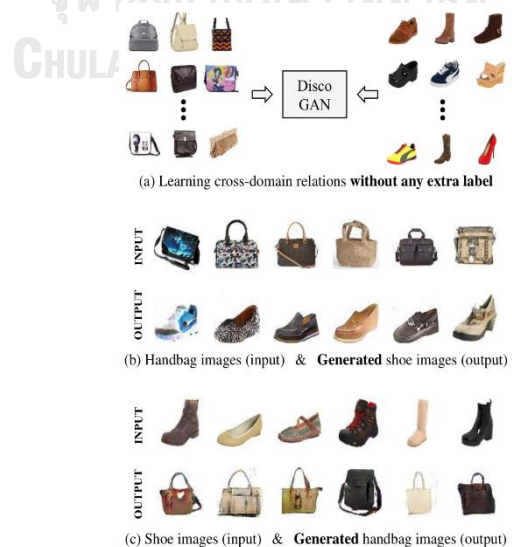 Disco
GAN
(a) Learning cross-domain relations without any extra label
INPUT
OUTPUT
(b) Handbag images (input) & Generated shoe images (output)
INPUT
OUTPUT
(c) Shoe images (input) & Generated handbag images (output)